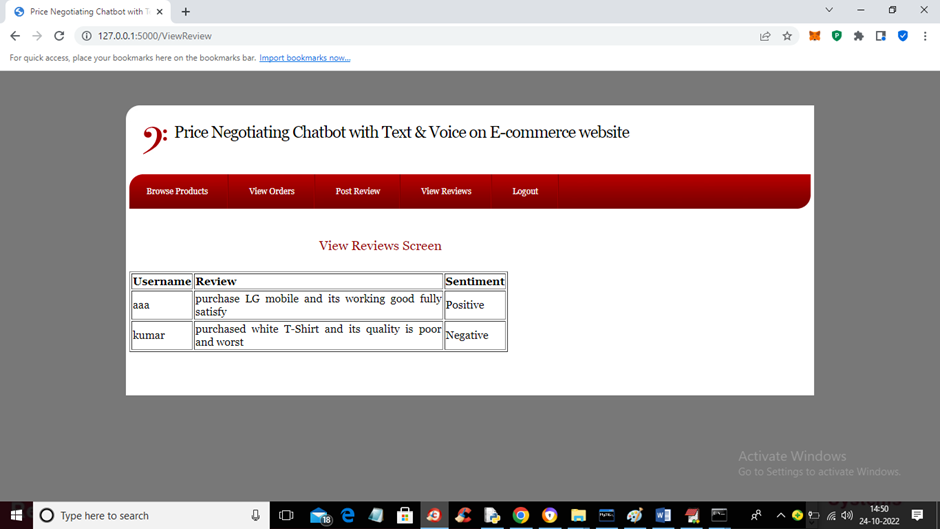 Price Negotiating Chatbot with T
127.0.0.1:5000/ViewReview
For quick access, place your bookmarks here on the bookmarks bar. Import bookmarks now...
Price Negotiating Chatbot with Text & Voice on E-commerce website
Browse Products View Orders Post Review View Reviews Logout
View Reviews Screen
Username Review Sentiment
aaa purchase LG mobile and its working good fully Positive
satisfy
kumar purchased white T-Shirt and its quality is poor Negative
and worst
Activate Windows
Go to Settings to activate Windows.
Type here to search
18
14:50
24-10-2022